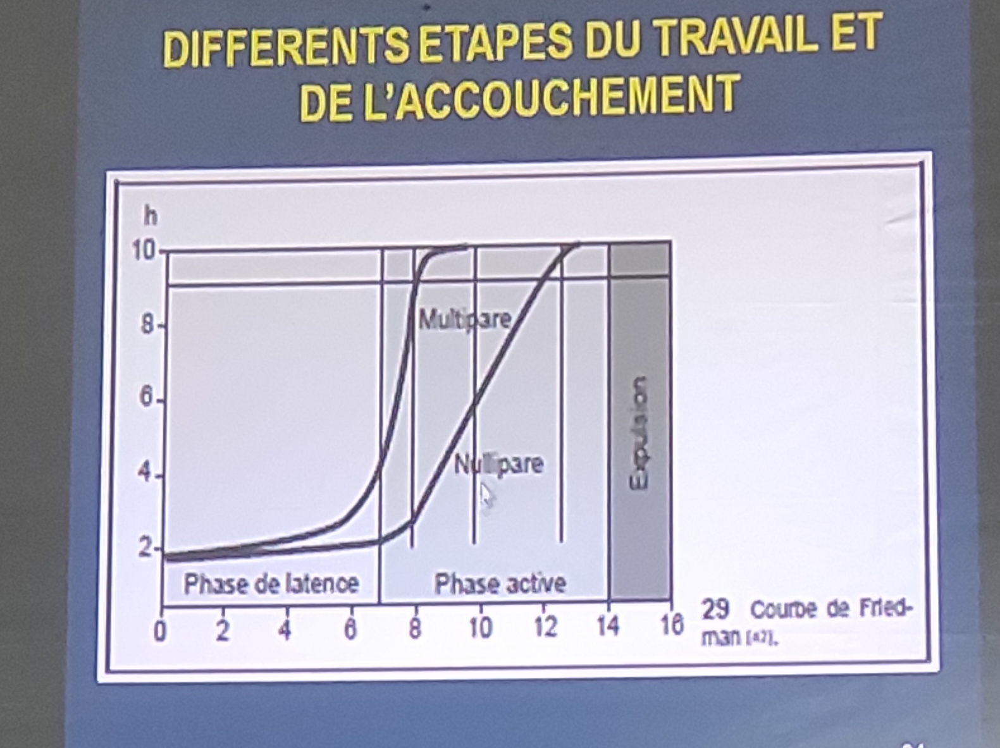 DIFFERENTS ETAPES DU TRAVAIL ET
DE L'ACCOUCHEMENT
h
10
8
6
4
2
Multipare
Nullipare
Expulsion
Phase de latence
Phase active
0 2 4 6 8 10 12 14 16
29 Courbe de Fried-
man [42].